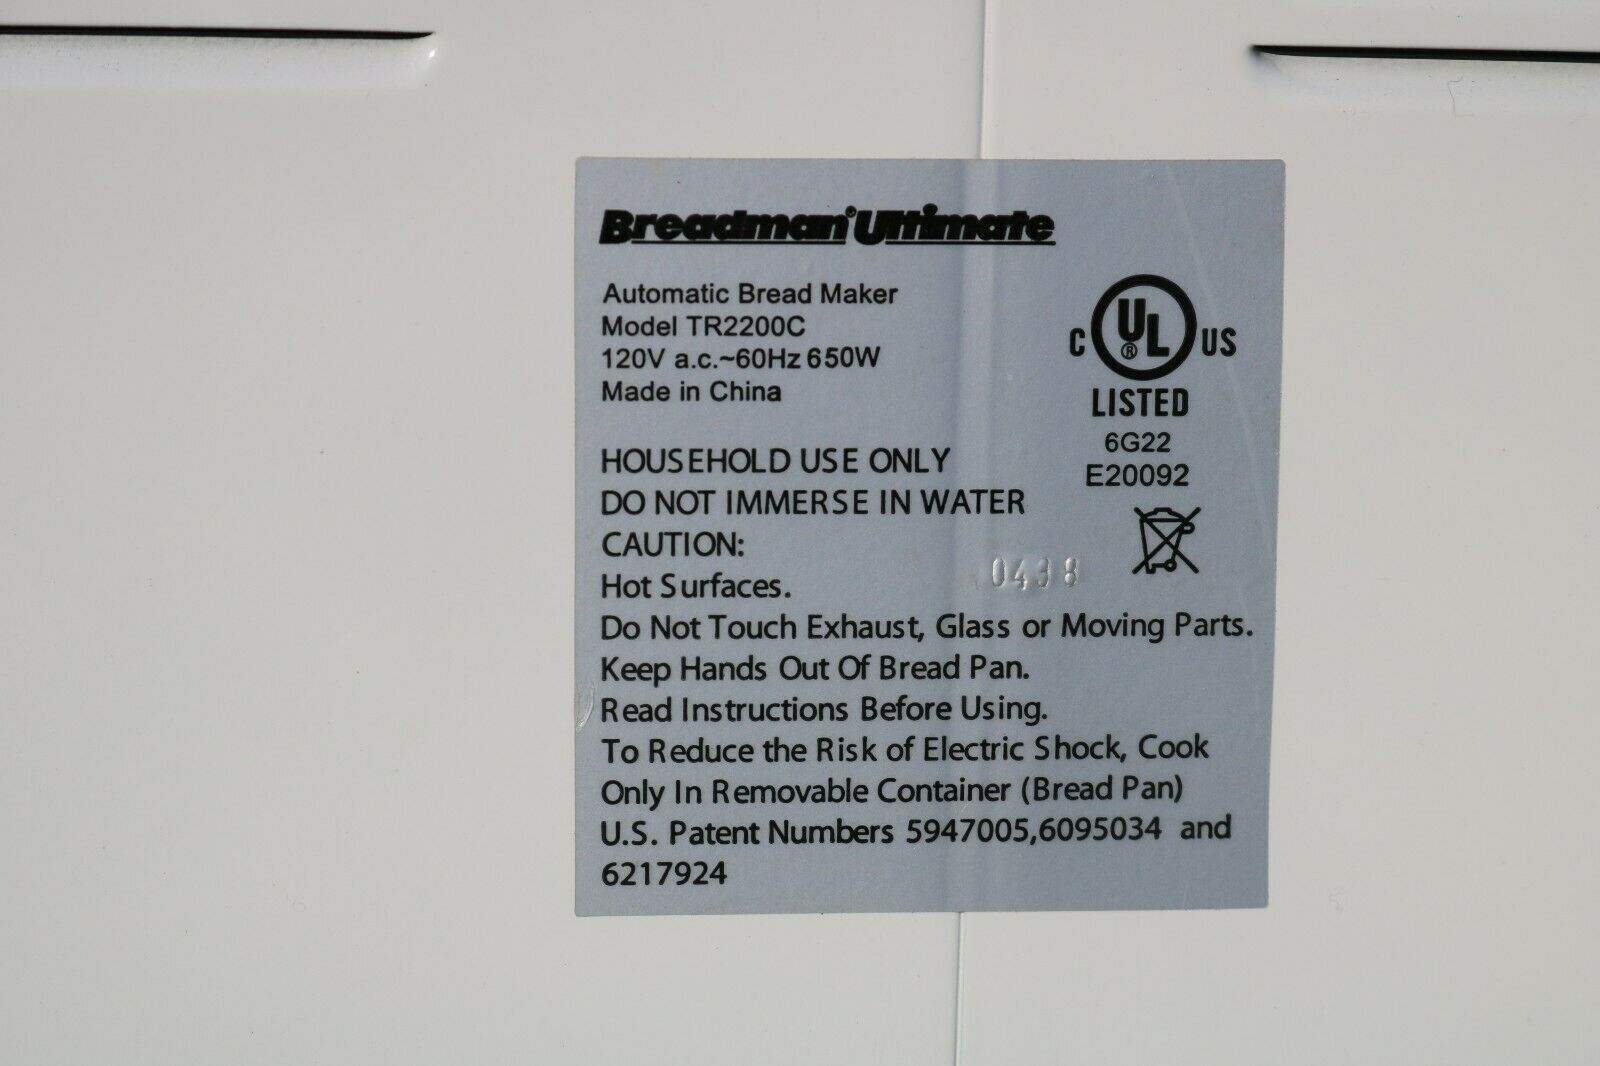 Breadman® Ultimate
Automatic Bread Maker
Model TR2200C
120V a.c.~60Hz 650W
Made in China
C UL® US
LISTED
6G22
E20092
HOUSEHOLD USE ONLY
DO NOT IMMERSE IN WATER
CAUTION:
Hot Surfaces.
0438
Do Not Touch Exhaust, Glass or Moving Parts.
Keep Hands Out Of Bread Pan.
Read Instructions Before Using.
To Reduce the Risk of Electric Shock, Cook
Only In Removable Container (Bread Pan)
U.S. Patent Numbers 5947005,6095034 and
6217924